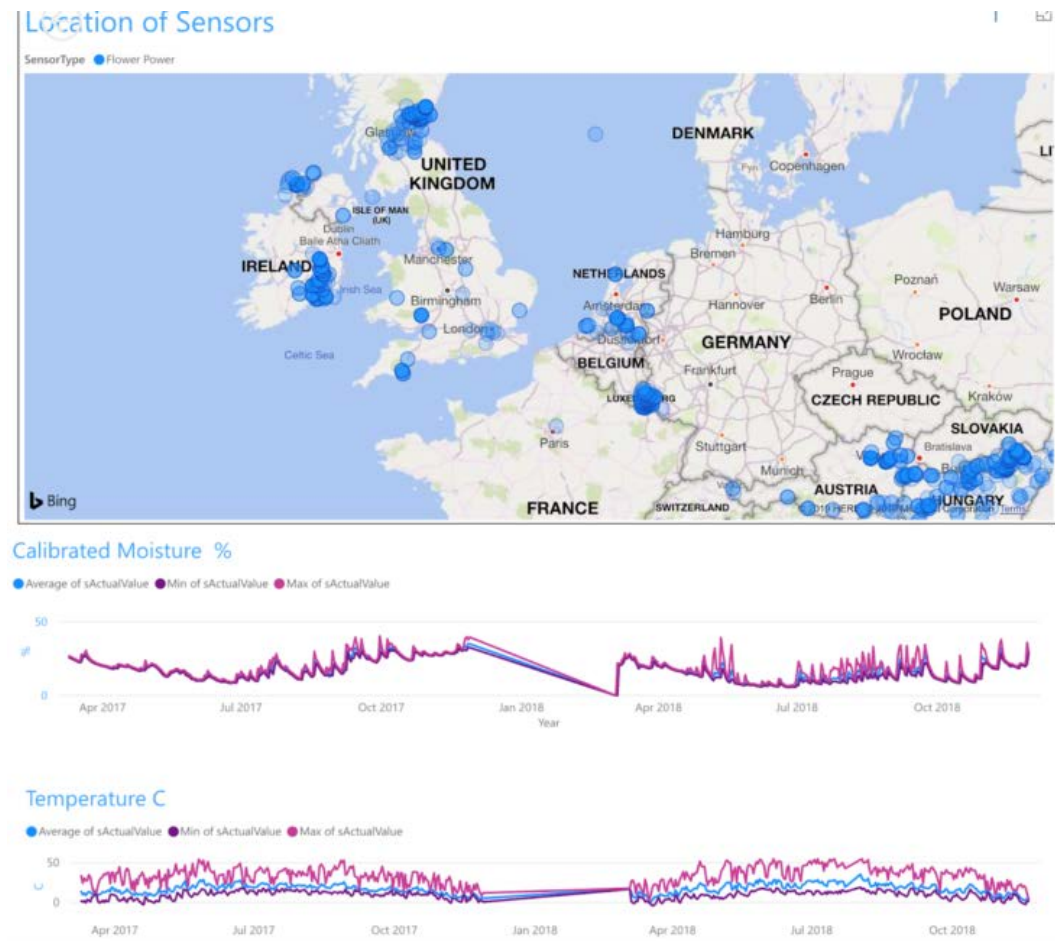 Location of Sensors
SensorType Flower Power
DENMARK
Copenhagen
Fyn
LI
UNITED
KINGDOM
ISLE OF MAN
(UK)
Dublin
Baile Atha Cliath
Hamburg
Bremen
Manchester
IRELAND
Irish Sea
NETHERLANDS
Poznań
Warsaw
Birmingham
Amsterdam
Hannover
Berlin
POLAND
London
Dusseldorf
GERMANY
Celtic Sea
BELGIUM
Wrocław
Frankfurt
Prague
CZECH REPUBLIC
Kraków
SLOVAKIA
Paris
Stuttgart
Bratislava
Munich
AUSTRIA
HUNGARY
FRANCE
SWITZERLAND
Bing
Terms
Calibrated Moisture %
Average of sActualValue Min of sActualValue Max of sActualValue
50
%
0
Apr 2017 Jul 2017 Oct 2017 Jan 2018 Apr 2018 Jul 2018 Oct 2018
Year
Temperature C
Average of sActualValue Min of sActualValue Max of sActualValue
50
C
0
Apr 2017 Jul 2017 Oct 2017 Jan 2018 Apr 2018 Jul 2018 Oct 2018